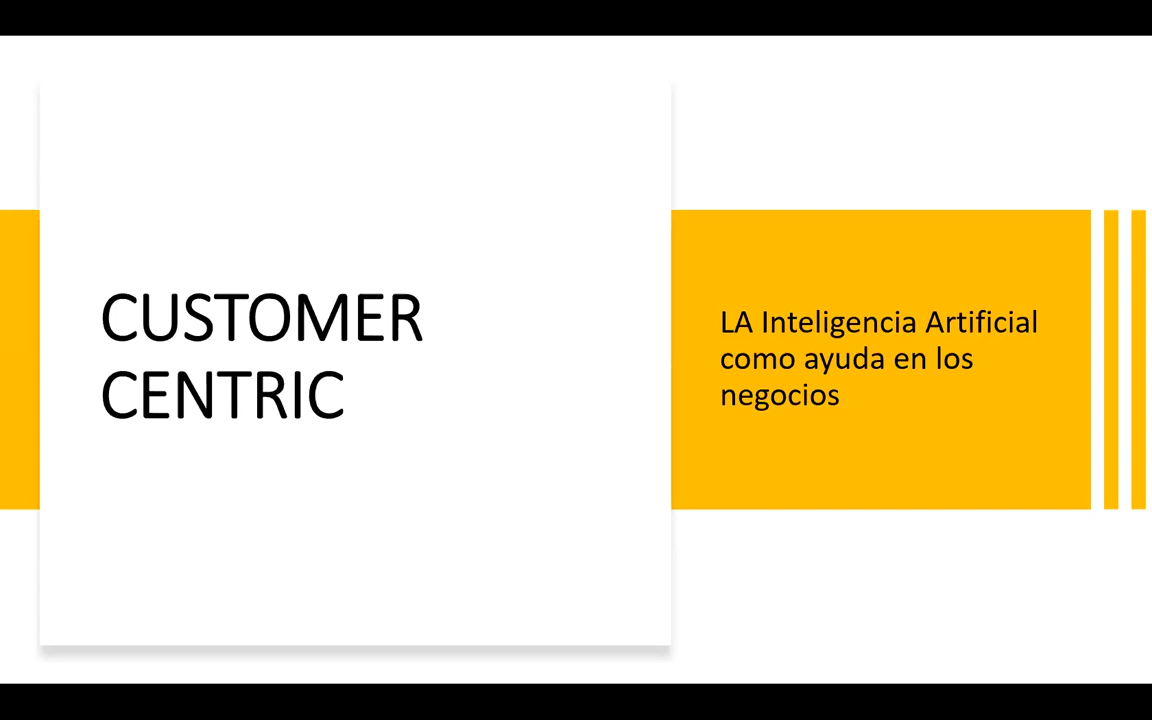 CUSTOMER
CENTRIC
LA Inteligencia Artificial
como ayuda en los
negocios